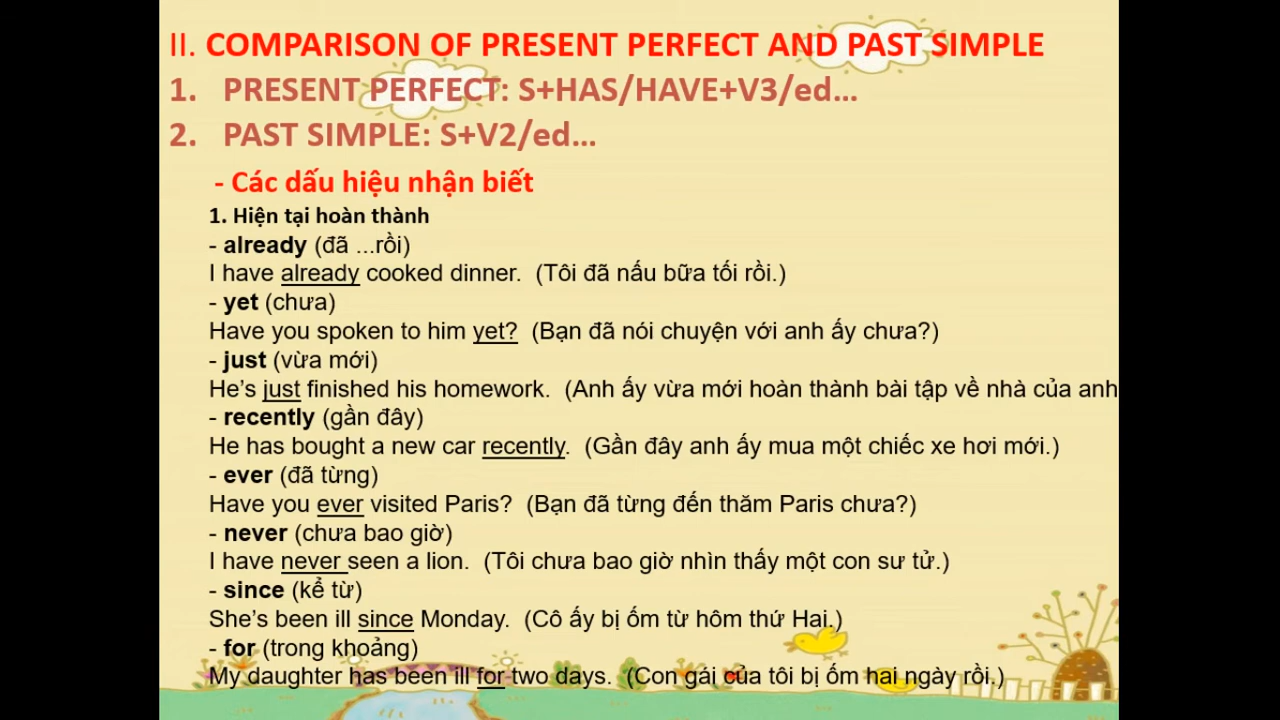 II. COMPARISON OF PRESENT PERFECT AND PAST SIMPLE
1. PRESENT PERFECT: S+HAS/HAVE+V3/ed...
2. PAST SIMPLE: S+V2/ed...
- Các dấu hiệu nhận biết
1. Hiện tại hoàn thành
- already (đã ...rồi)
I have already cooked dinner. (Tôi đã nấu bữa tối rồi.)
- yet (chưa)
Have you spoken to him yet? (Bạn đã nói chuyện với anh ấy chưa?)
- just (vừa mới)
He’s just finished his homework. (Anh ấy vừa mới hoàn thành bài tập về nhà của anh
- recently (gần đây)
He has bought a new car recently. (Gần đây anh ấy mua một chiếc xe hơi mới.)
- ever (đã từng)
Have you ever visited Paris? (Bạn đã từng đến thăm Paris chưa?)
- never (chưa bao giờ)
I have never seen a lion. (Tôi chưa bao giờ nhìn thấy một con sư tử.)
- since (kể từ)
She’s been ill since Monday. (Cô ấy bị ốm từ hôm thứ Hai.)
- for (trong khoảng)
My daughter has been ill for two days. (Con gái của tôi bị ốm hai ngày rồi.)